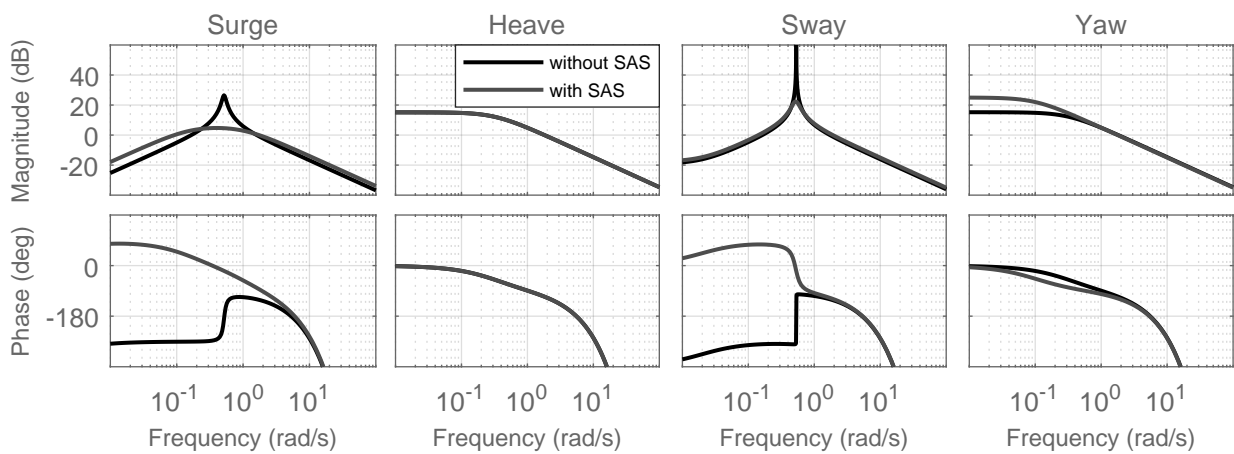 Surge Heave Sway Yaw
Magnitude (dB)
40
20
0
-20
without SAS
with SAS
Phase (deg)
0
-180
10^-1 10^0 10^1 10^-1 10^0 10^1 10^-1 10^0 10^1 10^-1 10^0 10^1
Frequency (rad/s) Frequency (rad/s) Frequency (rad/s) Frequency (rad/s)